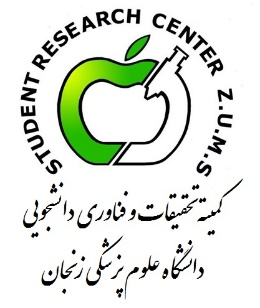 STUDENT RESEARCH CENTER Z.U.M.S
کمیته تحقیقات و فناوری دانشجویی
دانشگاه علوم پزشکی زنجان